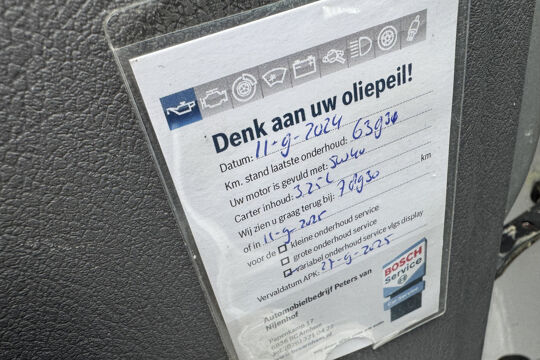 Denk aan uw oliepeil!
Datum: 11-9-2024
Km. stand laatste onderhoud: 63930
Uw motor is gevuld met: 5W40
Carter inhoud: 3.25 L
Wij zien u graag terug bij: 78930 km
of in 11-9-2025
voor de kleine onderhoud service
grote onderhoud service
variabel onderhoud service vlgs display
Vervaldatum APK: 27-9-2025
BOSCH
Service
Automobielbedrijf Peters van
Nijenhof